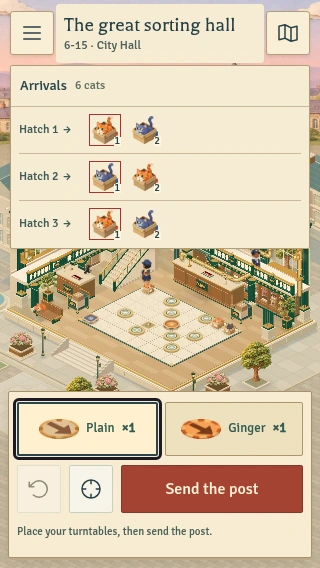 The great sorting hall
6-15 · City Hall
Arrivals 6 cats
Hatch 1 → 1 2
Hatch 2 → 1 2
Hatch 3 → 1 2
Plain ×1
Ginger ×1
Send the post
Place your turntables, then send the post.